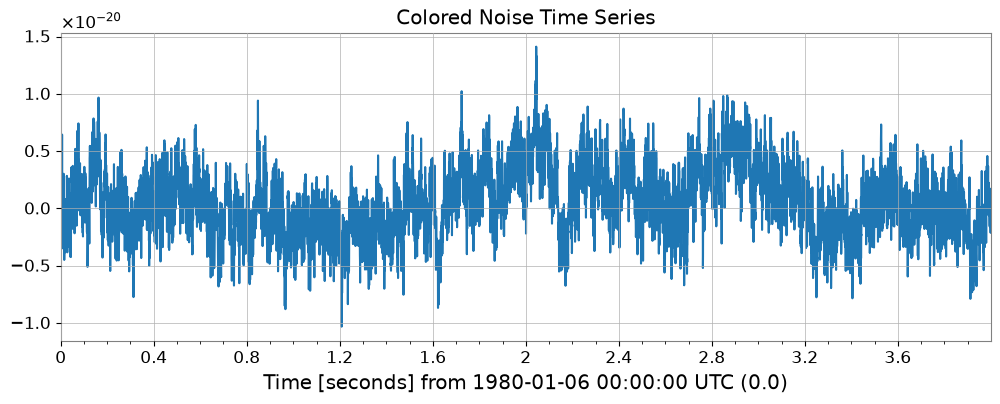 Colored Noise Time Series
×10⁻²⁰
1.5
1.0
0.5
0.0
−0.5
−1.0
0 0.4 0.8 1.2 1.6 2 2.4 2.8 3.2 3.6
Time [seconds] from 1980-01-06 00:00:00 UTC (0.0)